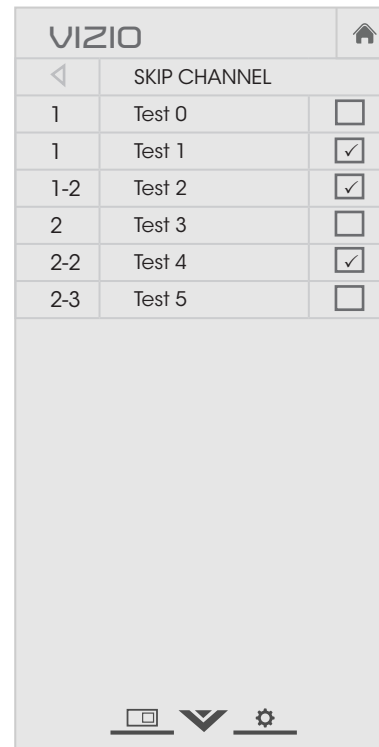 VIZIO
SKIP CHANNEL
1 Test 0
1 Test 1
1-2 Test 2
2 Test 3
2-2 Test 4
2-3 Test 5